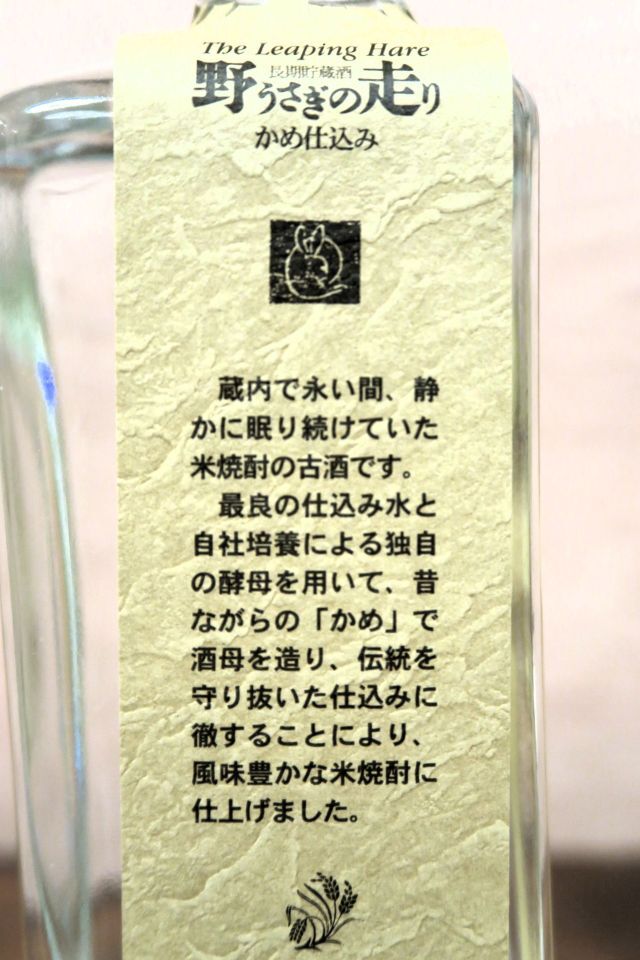 The Leaping Hare
長期貯蔵酒
野うさぎの走り
かめ仕込み
蔵内で永い間、静
かに眠り続けていた
米焼酎の古酒です。
最良の仕込み水と
自社培養による独自
の酵母を用いて、昔
ながらの「かめ」で
酒母を造り、伝統を
守り抜いた仕込みに
徹することにより、
風味豊かな米焼酎に
仕上げました。